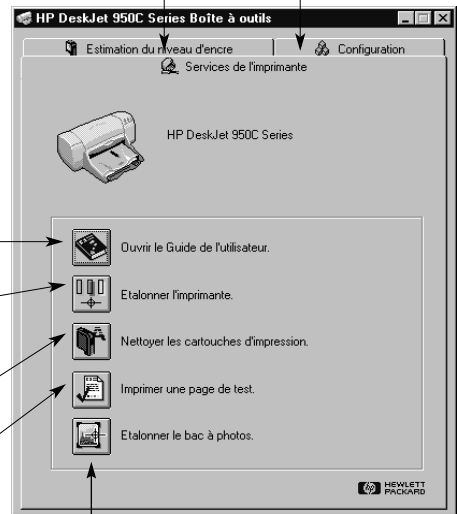 HP DeskJet 950C Series Boîte à outils
Estimation du niveau d'encre
Configuration
Services de l'imprimante
HP DeskJet 950C Series
Ouvrir le Guide de l'utilisateur.
Etalonner l'imprimante.
Nettoyer les cartouches d'impression.
Imprimer une page de test.
Etalonner le bac à photos.
hp HEWLETT
PACKARD